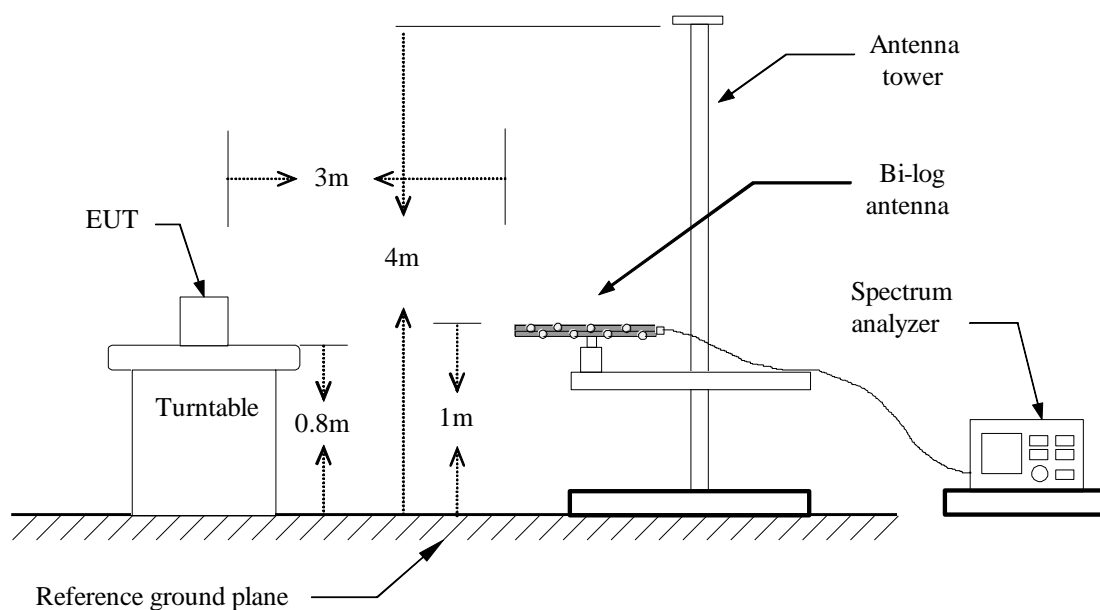 Antenna
tower
3m
Bi-log
antenna
EUT
4m
Spectrum
analyzer
Turntable
0.8m
1m
Reference ground plane